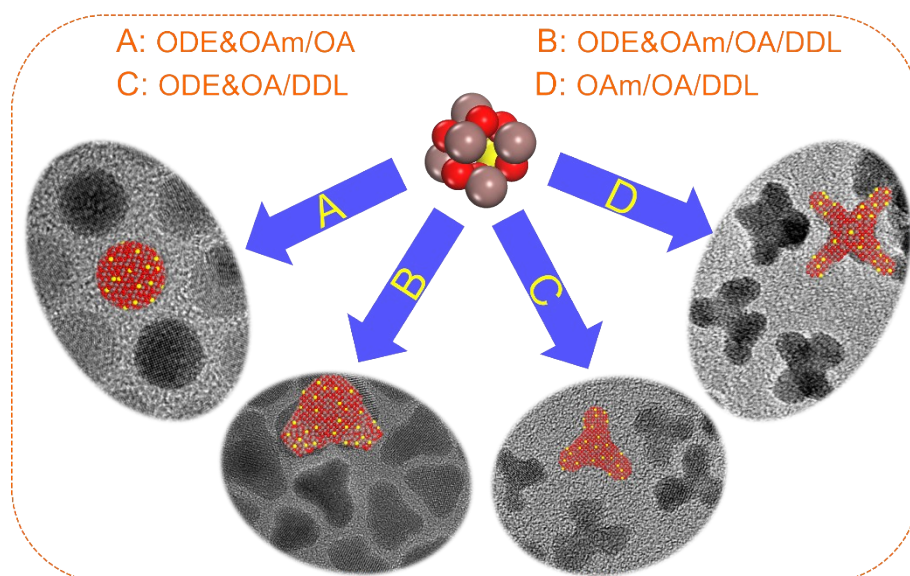 A: ODE&OAm/OA
B: ODE&OAm/OA/DDL
C: ODE&OA/DDL
D: OAm/OA/DDL
A
B
C
D